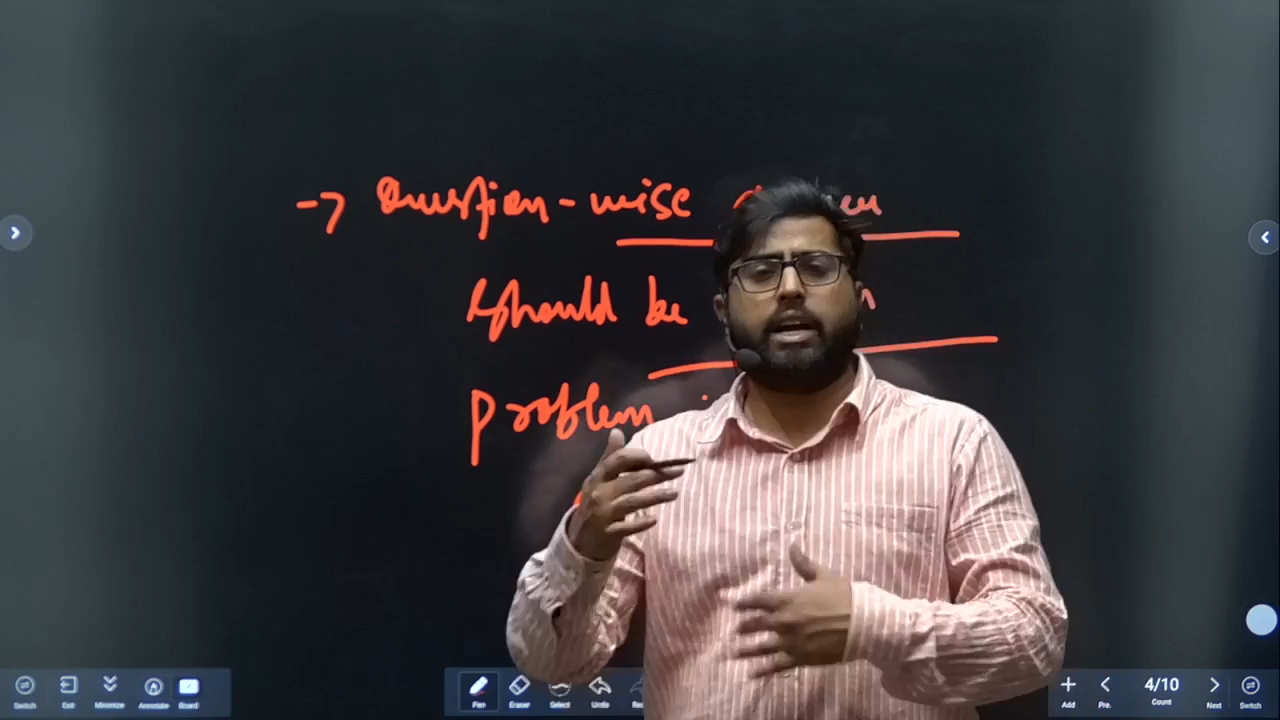 → Question-wise
should be
problem
Switch Exit Minimize Annotate Board Pen Eraser Select Undo Add Pre. 4/10 Count Next Switch